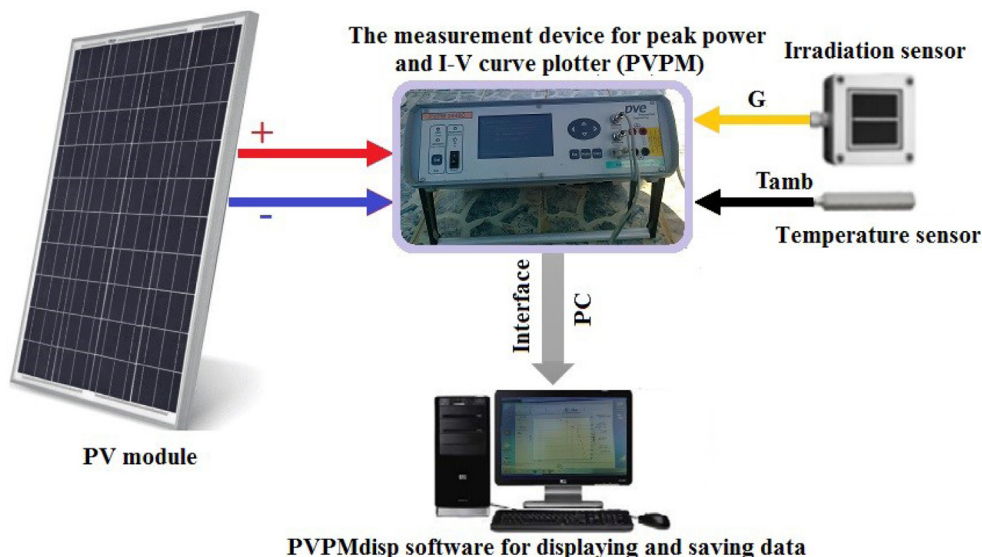 The measurement device for peak power
and I-V curve plotter (PVPM)
Irradiation sensor
+
G
pve
Tamb
-
Temperature sensor
Interface
PC
PV module
PVPMdisp software for displaying and saving data